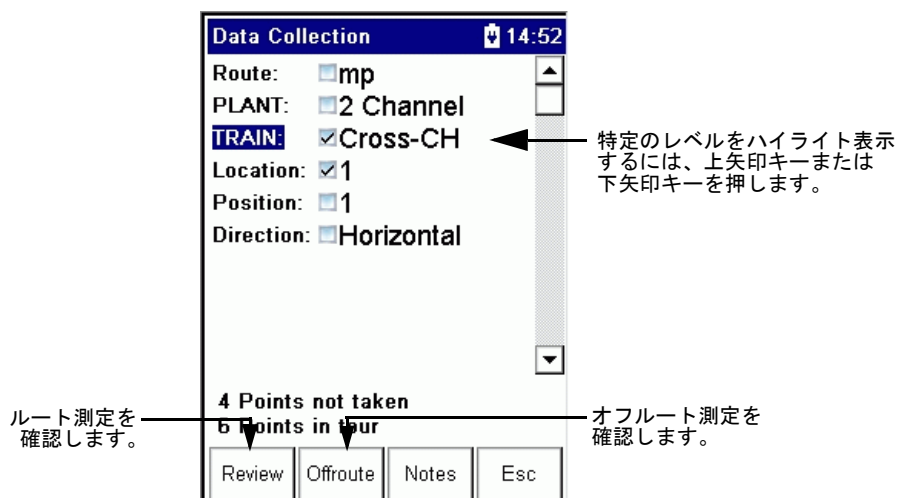 Data Collection 14:52
Route: mp
PLANT: 2 Channel
TRAIN: Cross-CH
Location: 1
Position: 1
Direction: Horizontal
特定のレベルをハイライト表示
するには、上矢印キーまたは
下矢印キーを押します。
4 Points not taken
6 Points in tour
ルート測定を
確認します。
オフルート測定を
確認します。
Review Offroute Notes Esc